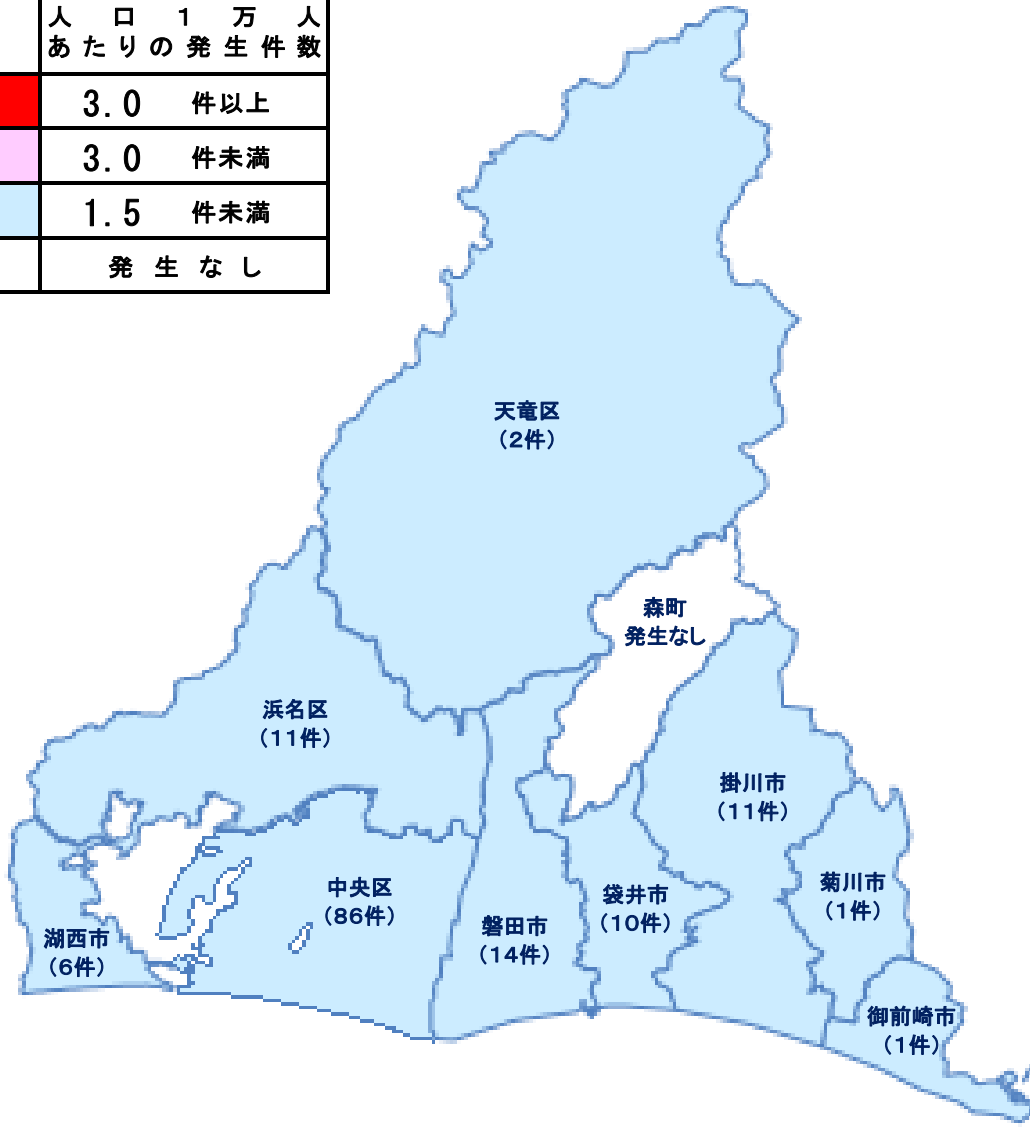 人口1万人
あたりの発生件数
3.0 件以上
3.0 件未満
1.5 件未満
発生なし
天竜区
(2件)
森町
発生なし
浜名区
(11件)
掛川市
(11件)
中央区
(86件)
菊川市
(1件)
袋井市
(10件)
磐田市
(14件)
湖西市
(6件)
御前崎市
(1件)